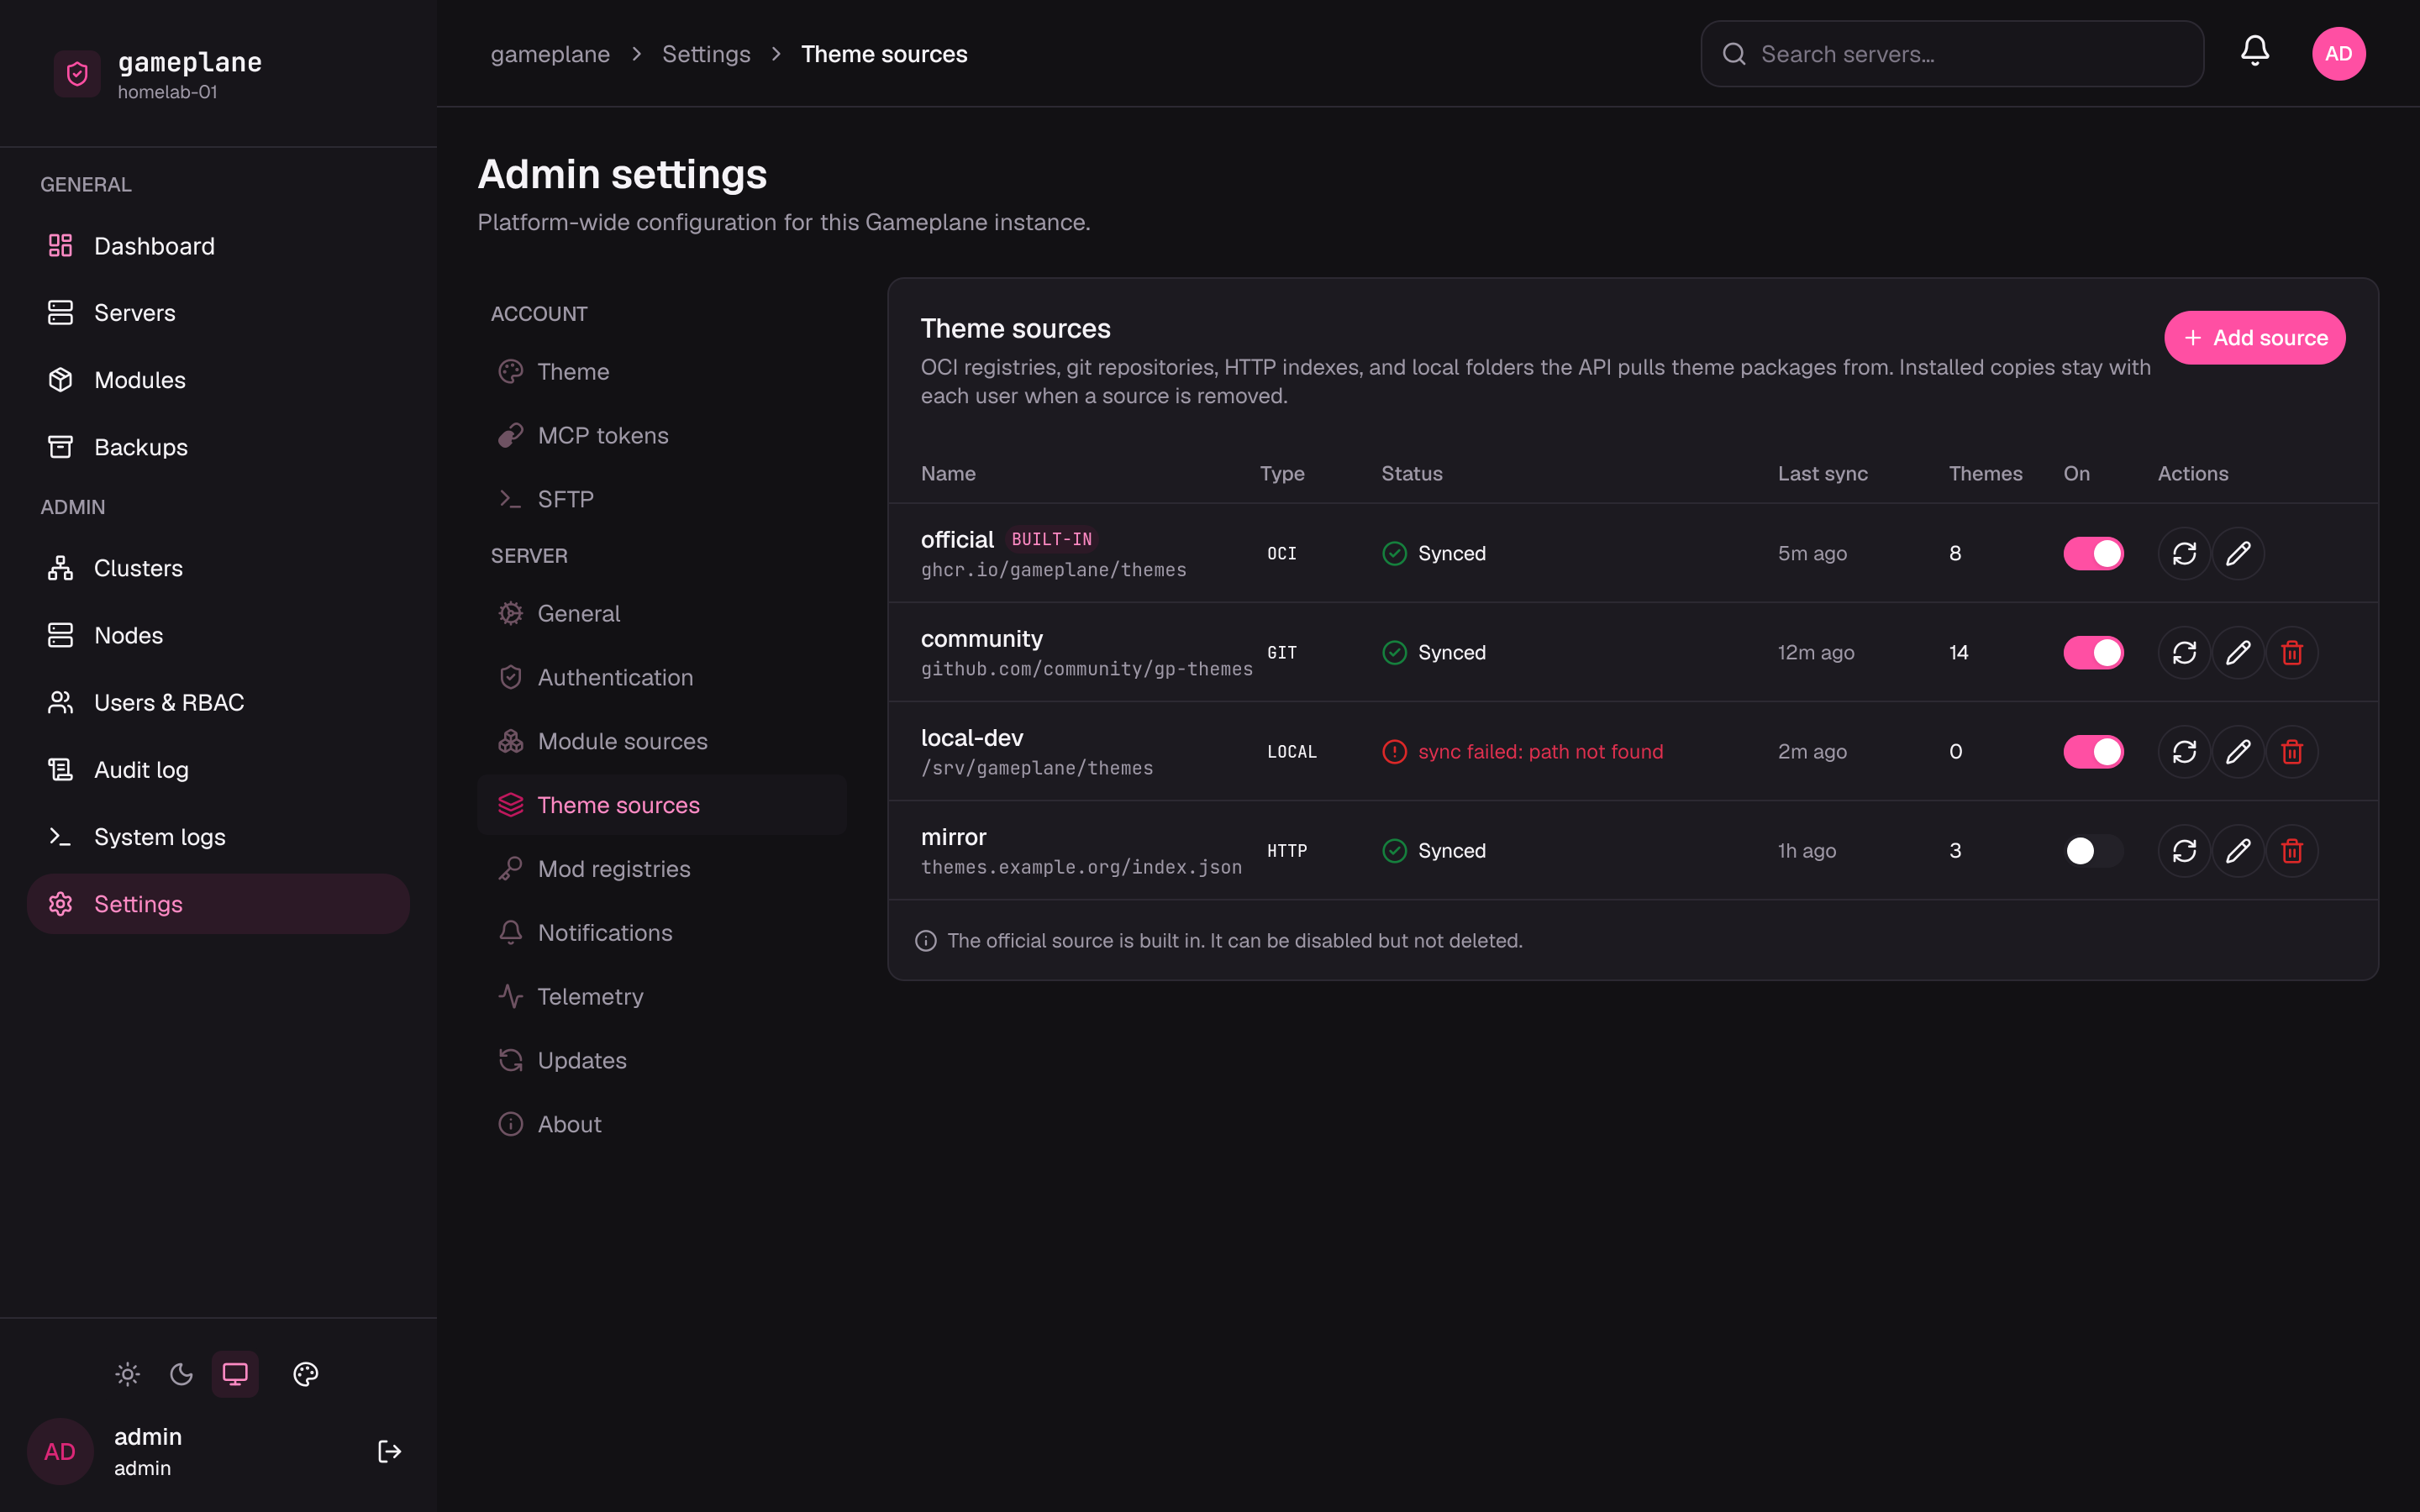 gameplane
homelab-01
GENERAL
Dashboard
Servers
Modules
Backups
ADMIN
Clusters
Nodes
Users & RBAC
Audit log
System logs
Settings
AD
admin
admin
gameplane > Settings > Theme sources
Search servers...
AD
Admin settings
Platform-wide configuration for this Gameplane instance.
ACCOUNT
Theme
MCP tokens
SFTP
SERVER
General
Authentication
Module sources
Theme sources
Mod registries
Notifications
Telemetry
Updates
About
Theme sources
Add source
OCI registries, git repositories, HTTP indexes, and local folders the API pulls theme packages from. Installed copies stay with
each user when a source is removed.
Name Type Status Last sync Themes On Actions
official BUILT-IN
ghcr.io/gameplane/themes
OCI Synced 5m ago 8
community
github.com/community/gp-themes
GIT Synced 12m ago 14
local-dev
/srv/gameplane/themes
LOCAL sync failed: path not found 2m ago 0
mirror
themes.example.org/index.json
HTTP Synced 1h ago 3
The official source is built in. It can be disabled but not deleted.